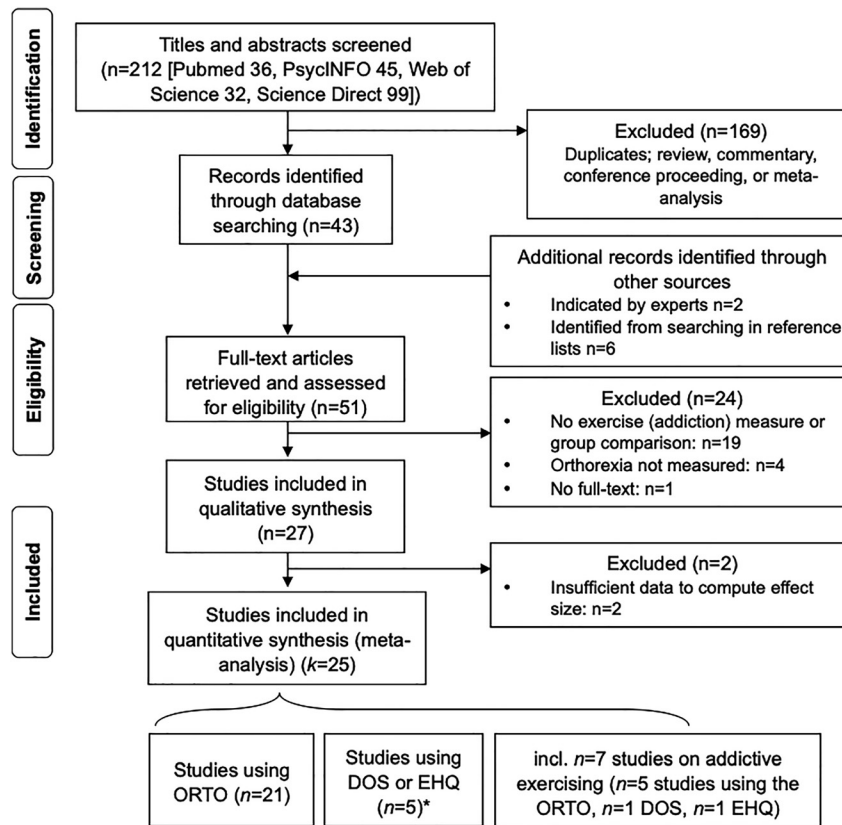 Identification
Titles and abstracts screened
(n=212 [Pubmed 36, PsycINFO 45, Web of
Science 32, Science Direct 99])
Excluded (n=169)
Duplicates; review, commentary,
conference proceeding, or meta-
analysis
Screening
Records identified
through database
searching (n=43)
Additional records identified through
other sources
• Indicated by experts n=2
• Identified from searching in reference
lists n=6
Eligibility
Full-text articles
retrieved and assessed
for eligibility (n=51)
Excluded (n=24)
• No exercise (addiction) measure or
group comparison: n=19
• Orthorexia not measured: n=4
• No full-text: n=1
Studies included in
qualitative synthesis
(n=27)
Included
Excluded (n=2)
• Insufficient data to compute effect
size: n=2
Studies included in
quantitative synthesis (meta-
analysis) (k=25)
Studies using
ORTO (n=21)
Studies using
DOS or EHQ
(n=5)*
incl. n=7 studies on addictive
exercising (n=5 studies using the
ORTO, n=1 DOS, n=1 EHQ)